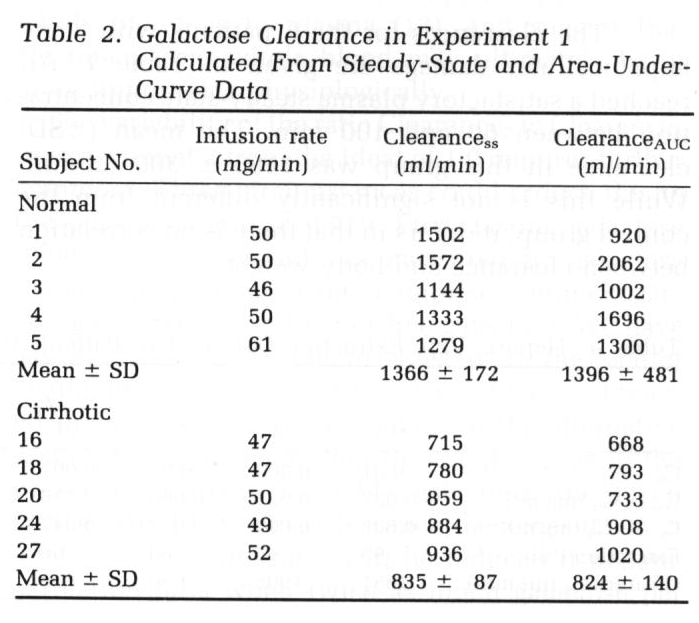 Table 2. Galactose Clearance in Experiment 1
Calculated From Steady-State and Area-Under-
Curve Data
Subject No. Infusion rate (mg/min) Clearancess (ml/min) ClearanceAUC (ml/min)
Normal
1 50 1502 920
2 50 1572 2062
3 46 1144 1002
4 50 1333 1696
5 61 1279 1300
Mean ± SD 1366 ± 172 1396 ± 481
Cirrhotic
16 47 715 668
18 47 780 793
20 50 859 733
24 49 884 908
27 52 936 1020
Mean ± SD 835 ± 87 824 ± 140